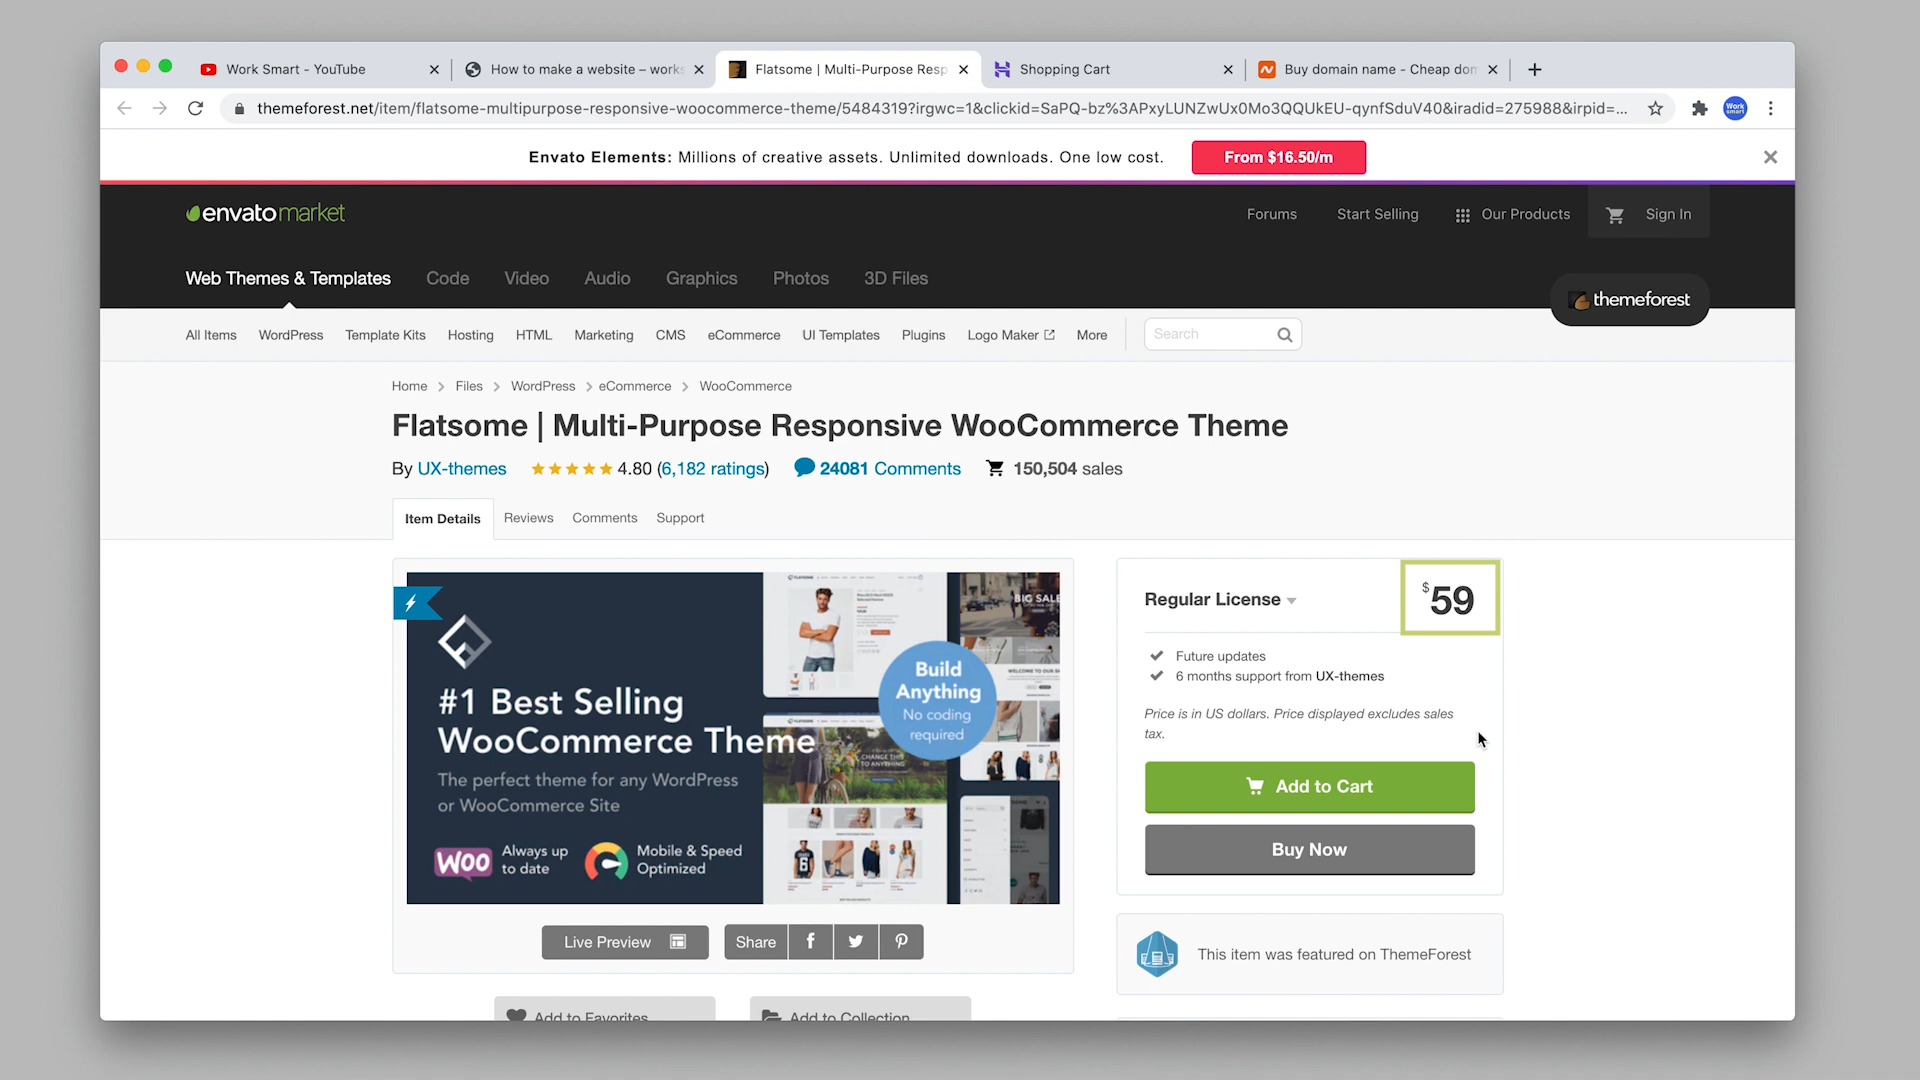 Work Smart - YouTube
How to make a website – works
Flatsome | Multi-Purpose Resp
Shopping Cart
Buy domain name - Cheap dom
themeforest.net/item/flatsome-multipurpose-responsive-woocommerce-theme/5484319?irgwc=1&clickid=SaPQ-bz%3APxyLUNZwUx0Mo3QQUkEU-qynfSduV40&iradid=275988&irpid=...
Work smart
Envato Elements: Millions of creative assets. Unlimited downloads. One low cost.
From $16.50/m
envatomarket
Forums
Start Selling
Our Products
Sign In
Web Themes & Templates
Code
Video
Audio
Graphics
Photos
3D Files
themeforest
All Items
WordPress
Template Kits
Hosting
HTML
Marketing
CMS
eCommerce
UI Templates
Plugins
Logo Maker
More
Search
Home
Files
WordPress
eCommerce
WooCommerce
Flatsome | Multi-Purpose Responsive WooCommerce Theme
By UX-themes
4.80 (6,182 ratings)
24081 Comments
150,504 sales
Item Details
Reviews
Comments
Support
#1 Best Selling
WooCommerce Theme
The perfect theme for any WordPress
or WooCommerce Site
WOO
Always up
to date
Mobile & Speed
Optimized
Build
Anything
No coding
required
BIG SALE
CHANGE THIS
TO ANYTHING
Live Preview
Share
Add to Favorites
Add to Collection
Regular License
$59
Future updates
6 months support from UX-themes
Price is in US dollars. Price displayed excludes sales
tax.
Add to Cart
Buy Now
This item was featured on ThemeForest